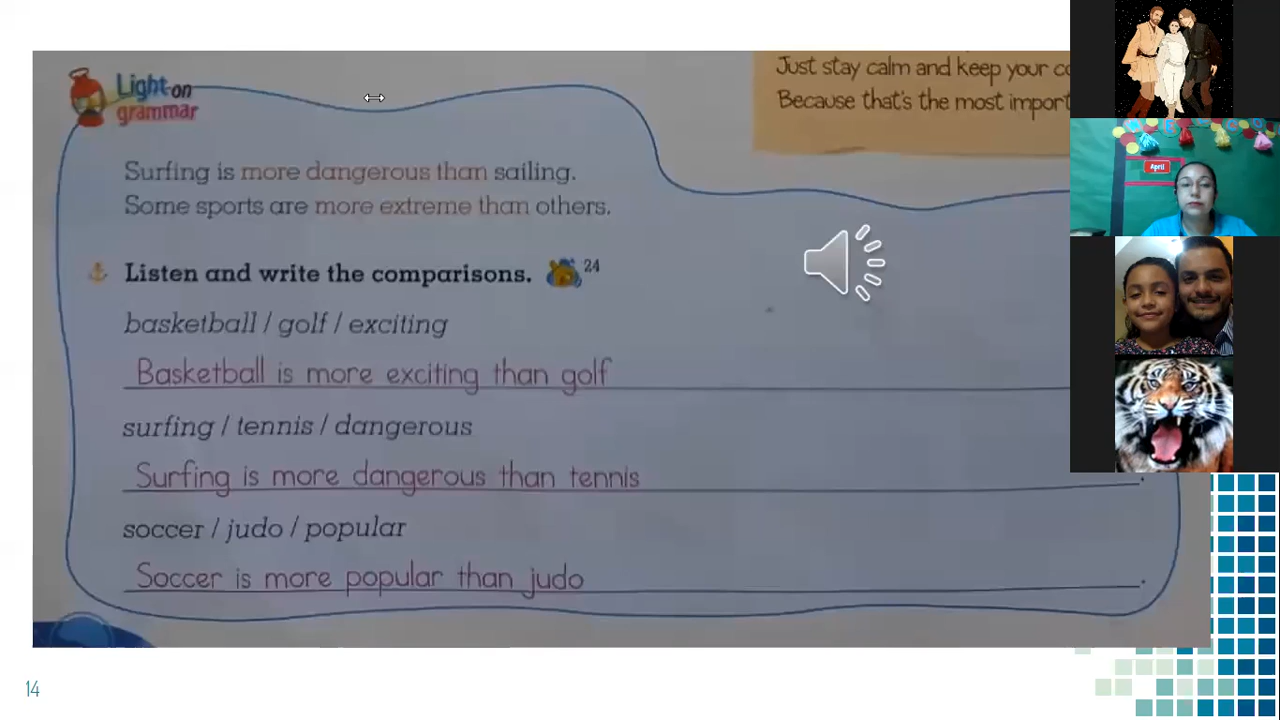 Light on
grammar
Just stay calm and keep your
Because that's the most
April
Surfing is more dangerous than sailing.
Some sports are more extreme than others.
Listen and write the comparisons. 24
basketball / golf / exciting
Basketball is more exciting than golf
surfing / tennis / dangerous
Surfing is more dangerous than tennis.
soccer / judo / popular
Soccer is more popular than judo.
14